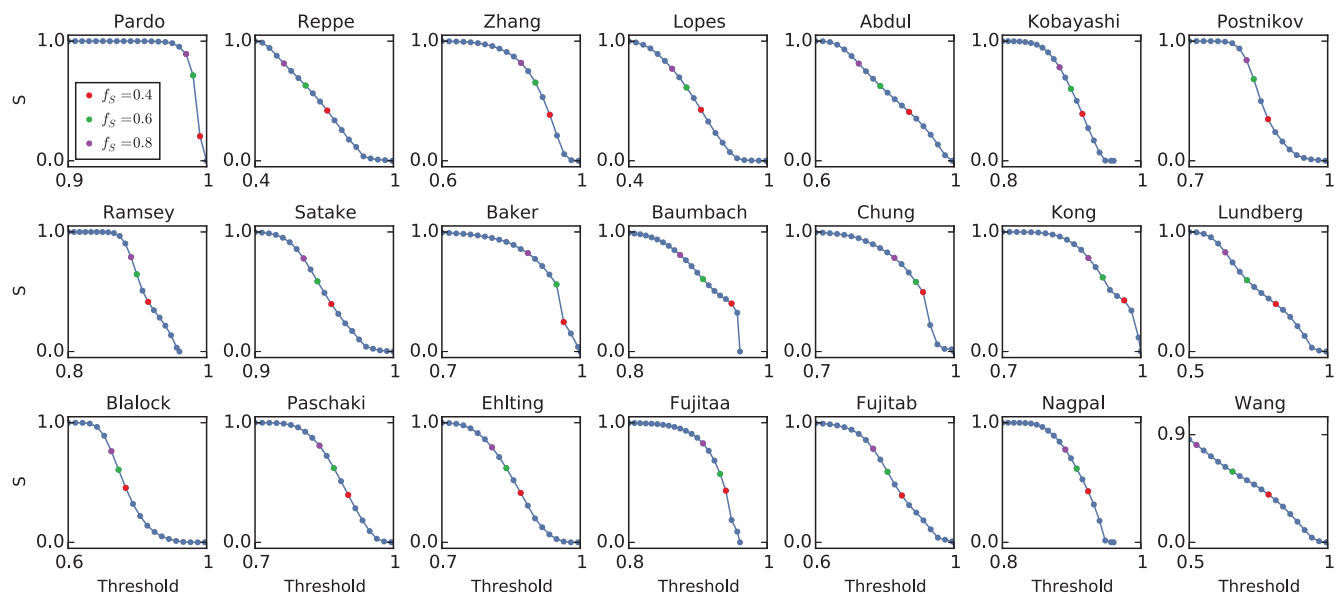 Pardo Reppe Zhang Lopes Abdul Kobayashi Postnikov
1.0 1.0 1.0 1.0 1.0 1.0 1.0
S
f_S = 0.4
f_S = 0.6
f_S = 0.8
0.0 0.0 0.0 0.0 0.0 0.0 0.0
0.9 1 0.4 1 0.6 1 0.4 1 0.6 1 0.8 1 0.7 1
Ramsey Satake Baker Baumbach Chung Kong Lundberg
1.0 1.0 1.0 1.0 1.0 1.0 1.0
S
0.0 0.0 0.0 0.0 0.0 0.0 0.0
0.8 1 0.9 1 0.7 1 0.8 1 0.7 1 0.7 1 0.5 1
Blalock Paschaki Ehlting Fujitaa Fujitab Nagpal Wang
1.0 1.0 1.0 1.0 1.0 1.0 0.9
S
0.0 0.0 0.0 0.0 0.0 0.0 0.0
0.6 1 0.7 1 0.7 1 0.8 1 0.7 1 0.8 1 0.5 1
Threshold Threshold Threshold Threshold Threshold Threshold Threshold